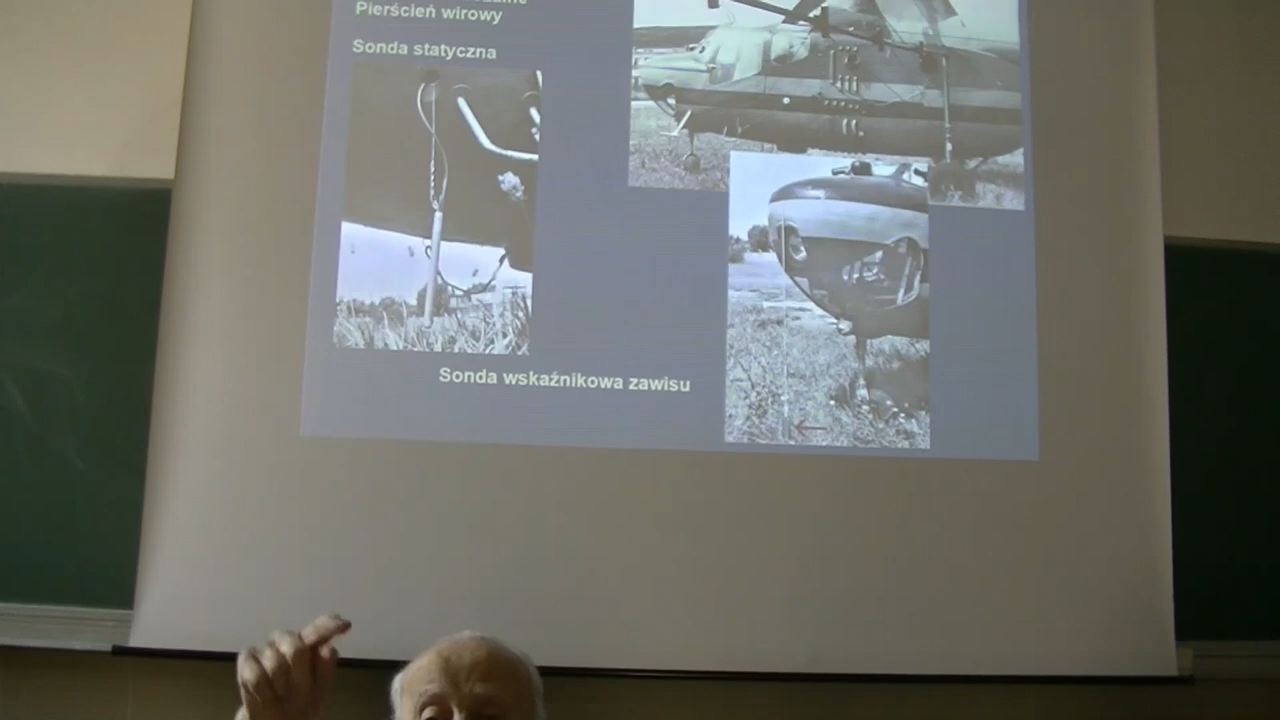 Pierścień wirowy
Sonda statyczna
Sonda wskaźnikowa zawisu